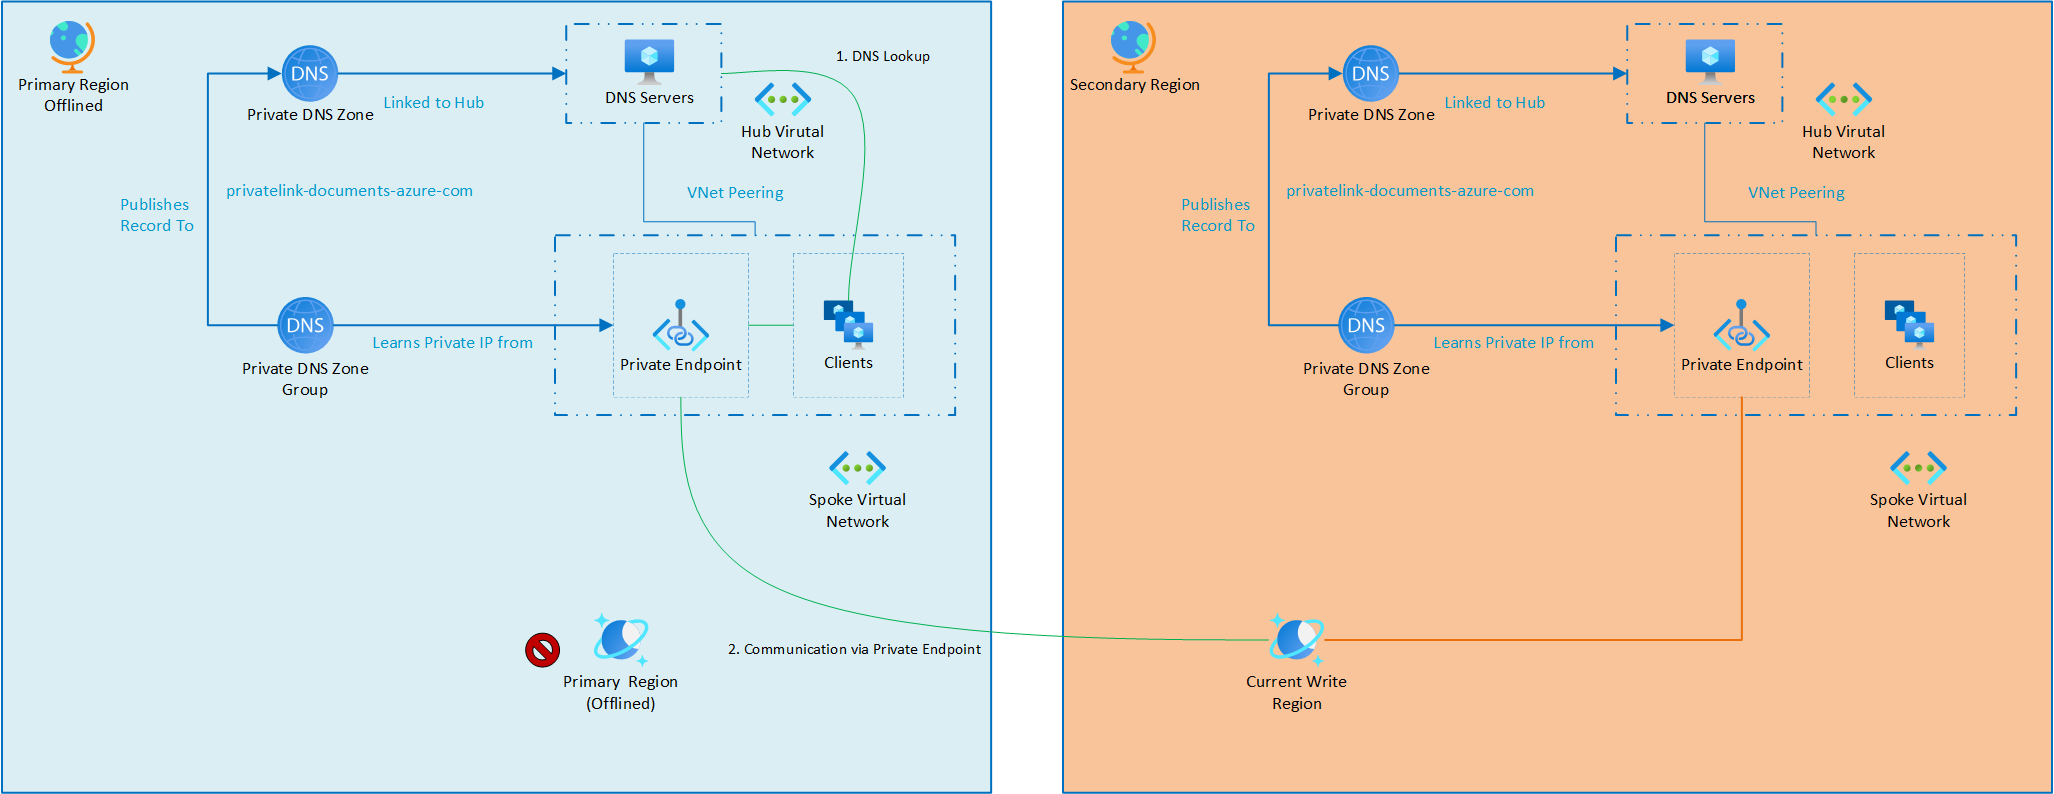 Primary Region
Offlined
DNS
Private DNS Zone
Linked to Hub
DNS Servers
1. DNS Lookup
Hub Virutal
Network
privatelink-documents-azure-com
Publishes
Record To
VNet Peering
DNS
Private DNS Zone
Group
Learns Private IP from
Private Endpoint
Clients
Spoke Virtual
Network
Primary  Region
(Offlined)
2. Communication via Private Endpoint
Secondary Region
DNS
Private DNS Zone
Linked to Hub
DNS Servers
Hub Virutal
Network
privatelink-documents-azure-com
Publishes
Record To
VNet Peering
DNS
Private DNS Zone
Group
Learns Private IP from
Private Endpoint
Clients
Spoke Virtual
Network
Current Write
Region